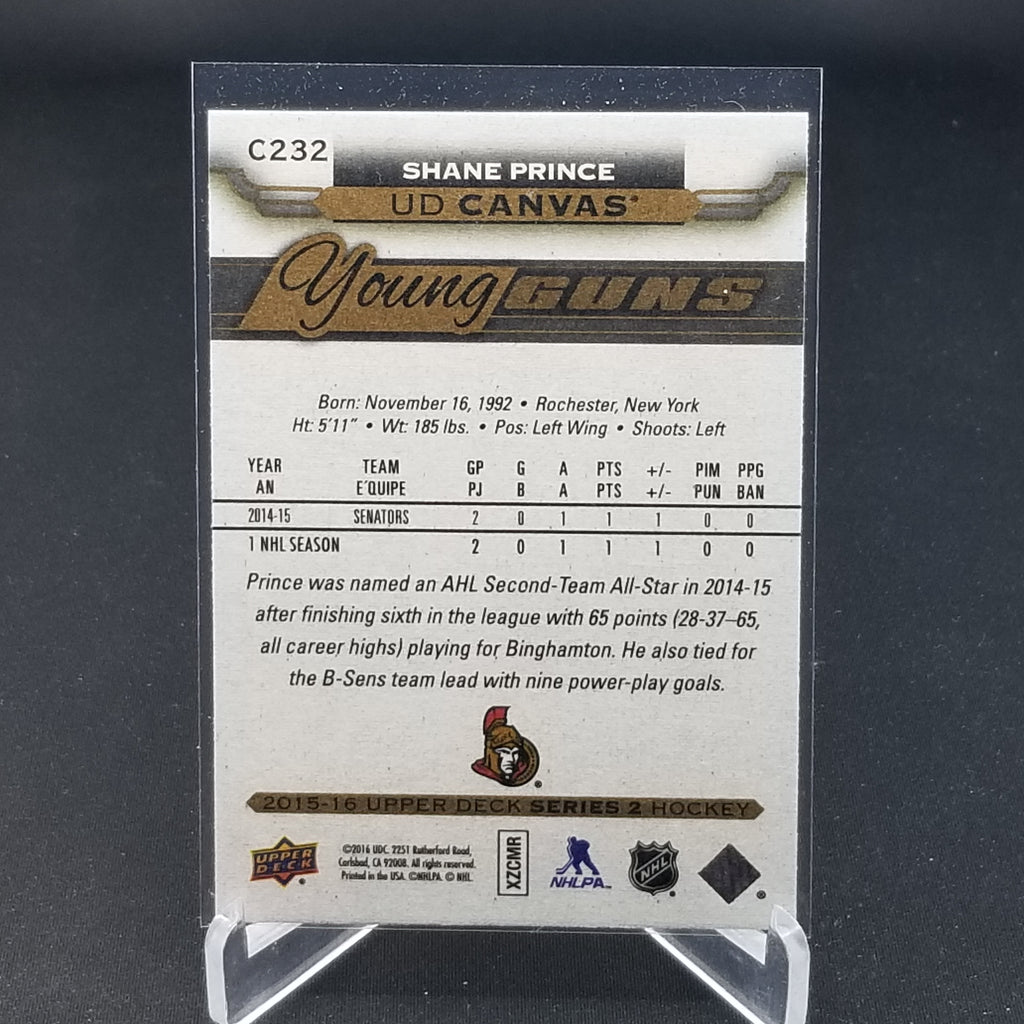 C232
SHANE PRINCE
UD CANVAS®
Young GUNS
Born: November 16, 1992 • Rochester, New York
Ht: 5'11" • Wt: 185 lbs. • Pos: Left Wing • Shoots: Left
YEAR TEAM GP G A PTS +/- PIM PPG
AN E'QUIPE PJ B A PTS +/- PUN BAN
2014-15 SENATORS 2 0 1 1 1 0 0
1 NHL SEASON 2 0 1 1 1 0 0
Prince was named an AHL Second-Team All-Star in 2014-15
after finishing sixth in the league with 65 points (28-37–65,
all career highs) playing for Binghamton. He also tied for
the B-Sens team lead with nine power-play goals.
2015-16 UPPER DECK SERIES 2 HOCKEY
UPPER DECK®
©2016 UDC. 2251 Rutherford Road,
Carlsbad, CA 92008. All rights reserved.
Printed in the USA. ©NHLPA. © NHL.
XZCMR
NHLPA™
NHL®